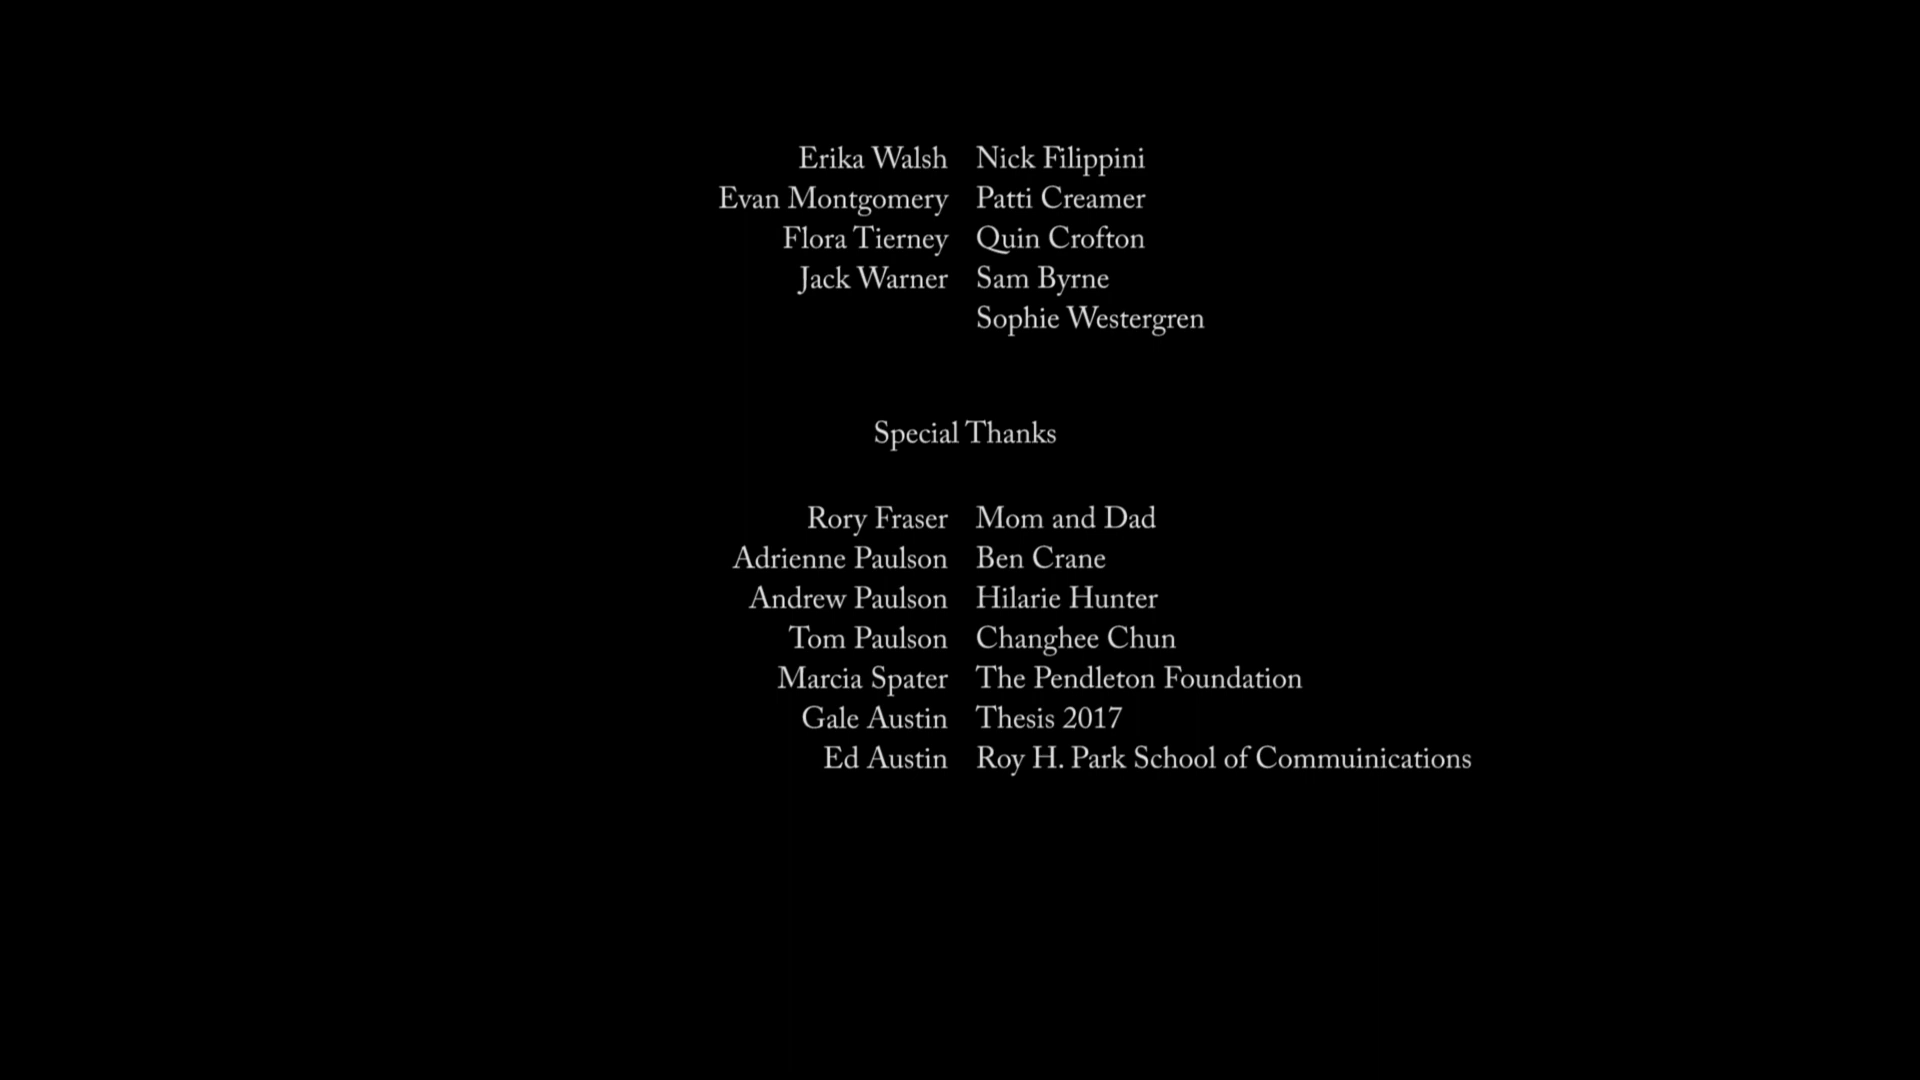 Erika Walsh Nick Filippini
Evan Montgomery Patti Creamer
Flora Tierney Quin Crofton
Jack Warner Sam Byrne
Sophie Westergren
Special Thanks
Rory Fraser Mom and Dad
Adrienne Paulson Ben Crane
Andrew Paulson Hilarie Hunter
Tom Paulson Changhee Chun
Marcia Spater The Pendleton Foundation
Gale Austin Thesis 2017
Ed Austin Roy H. Park School of Commuinications